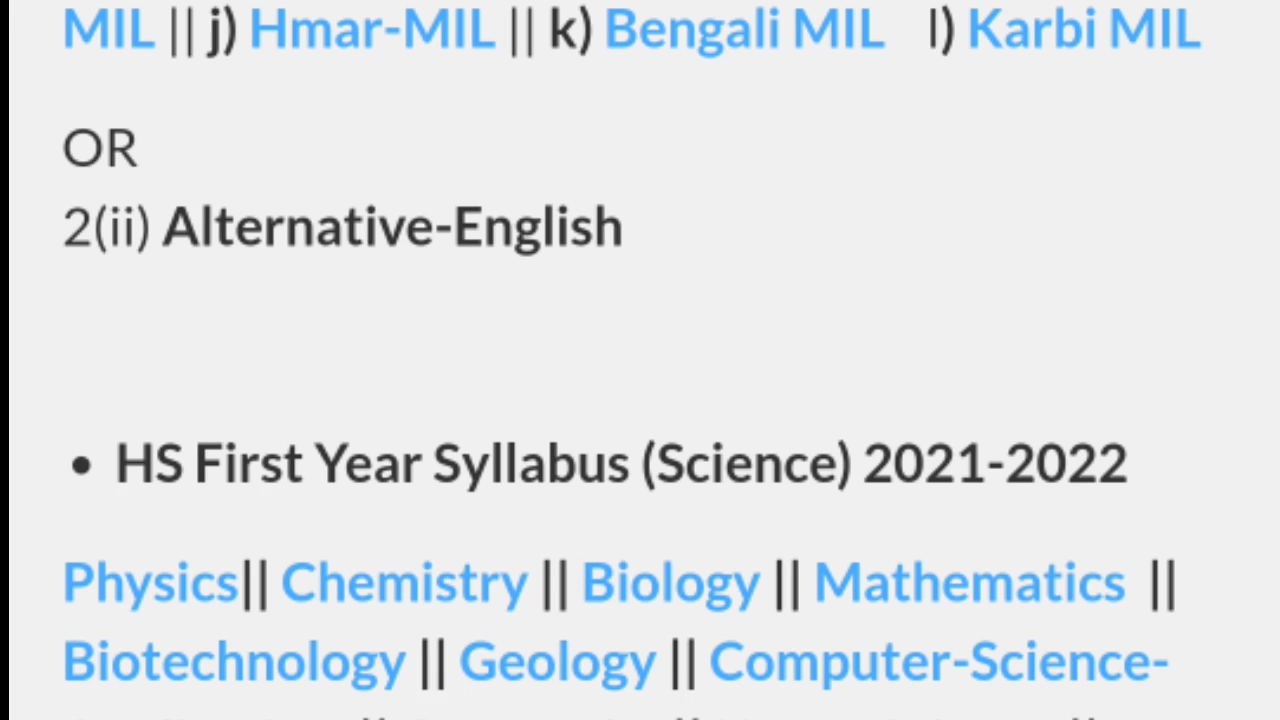 MIL || j) Hmar-MIL || k) Bengali MIL l) Karbi MIL
OR
2(ii) Alternative-English
• HS First Year Syllabus (Science) 2021-2022
Physics|| Chemistry || Biology || Mathematics ||
Biotechnology || Geology || Computer-Science-